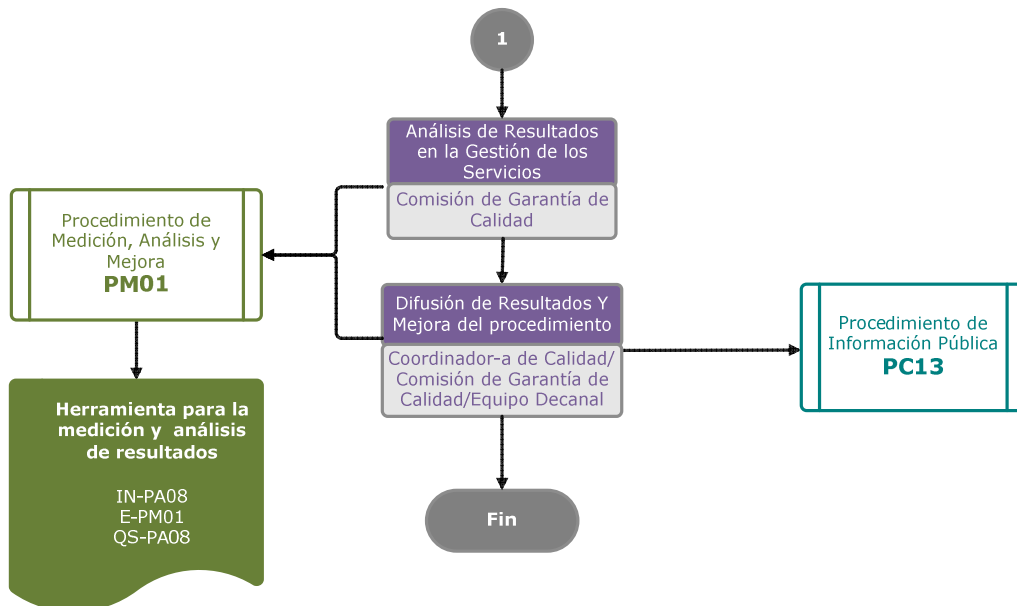 1
Análisis de Resultados
en la Gestión de los
Servicios
Comisión de Garantía de
Calidad
Procedimiento de
Medición, Análisis y
Mejora
PM01
Difusión de Resultados Y
Mejora del procedimiento
Coordinador-a de Calidad/
Comisión de Garantía de
Calidad/Equipo Decanal
Procedimiento de
Información Pública
PC13
Herramienta para la
medición y análisis
de resultados
IN-PA08
E-PM01
QS-PA08
Fin